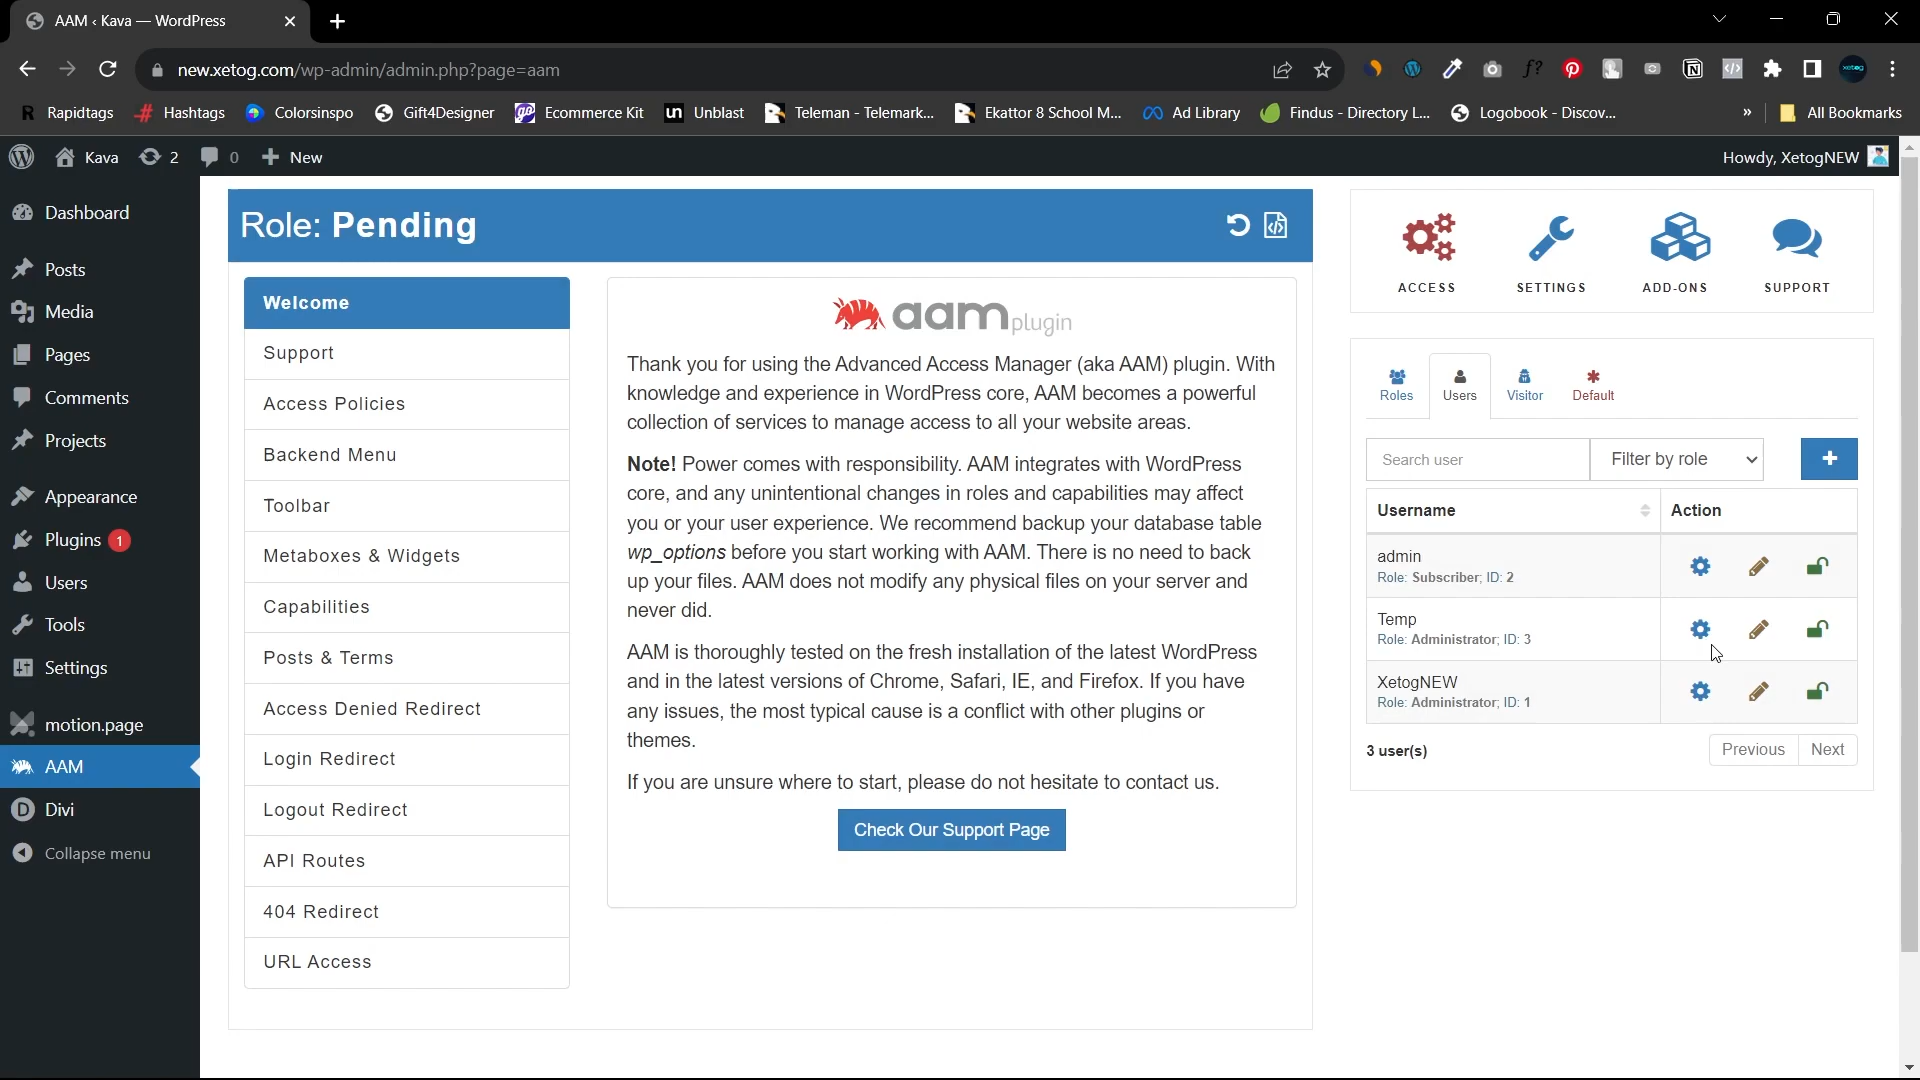 AAM ‹ Kava — WordPress
new.xetog.com/wp-admin/admin.php?page=aam
Rapidtags
Hashtags
Colorsinspo
Gift4Designer
Ecommerce Kit
Unblast
Teleman - Telemark...
Ekattor 8 School M...
Ad Library
Findus - Directory L...
Logobook - Discov...
»
All Bookmarks
Kava
2
0
New
Howdy, XetogNEW
Dashboard
Posts
Media
Pages
Comments
Projects
Appearance
Plugins 1
Users
Tools
Settings
motion.page
AAM
Divi
Collapse menu
Role: Pending
Welcome
Support
Access Policies
Backend Menu
Toolbar
Metaboxes & Widgets
Capabilities
Posts & Terms
Access Denied Redirect
Login Redirect
Logout Redirect
API Routes
404 Redirect
URL Access
aam plugin
Thank you for using the Advanced Access Manager (aka AAM) plugin. With
knowledge and experience in WordPress core, AAM becomes a powerful
collection of services to manage access to all your website areas.
Note! Power comes with responsibility. AAM integrates with WordPress
core, and any unintentional changes in roles and capabilities may affect
you or your user experience. We recommend backup your database table
wp_options before you start working with AAM. There is no need to back
up your files. AAM does not modify any physical files on your server and
never did.
AAM is thoroughly tested on the fresh installation of the latest WordPress
and in the latest versions of Chrome, Safari, IE, and Firefox. If you have
any issues, the most typical cause is a conflict with other plugins or
themes.
If you are unsure where to start, please do not hesitate to contact us.
Check Our Support Page
ACCESS
SETTINGS
ADD-ONS
SUPPORT
Roles
Users
Visitor
Default
Search user
Filter by role
+
Username
Action
admin
Role: Subscriber; ID: 2
Temp
Role: Administrator; ID: 3
XetogNEW
Role: Administrator; ID: 1
3 user(s)
Previous
Next